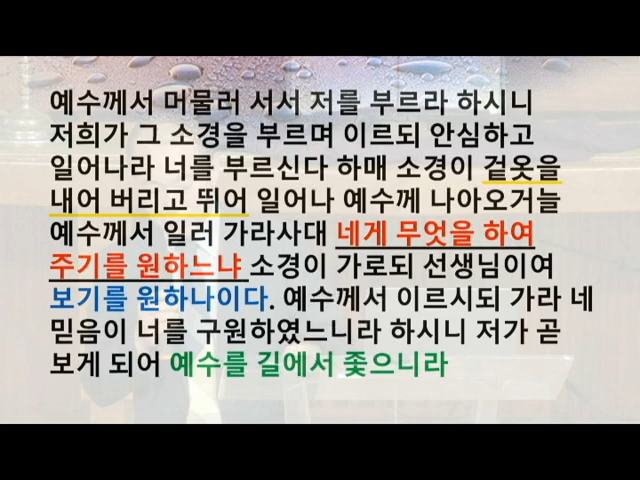 예수께서 머물러 서서 저를 부르라 하시니
저희가 그 소경을 부르며 이르되 안심하고
일어나라 너를 부르신다 하매 소경이 겉옷을
내어 버리고 뛰어 일어나 예수께 나아오거늘
예수께서 일러 가라사대 네게 무엇을 하여
주기를 원하느냐 소경이 가로되 선생님이여
보기를 원하나이다. 예수께서 이르시되 가라 네
믿음이 너를 구원하였느니라 하시니 저가 곧
보게 되어 예수를 길에서 좇으니라